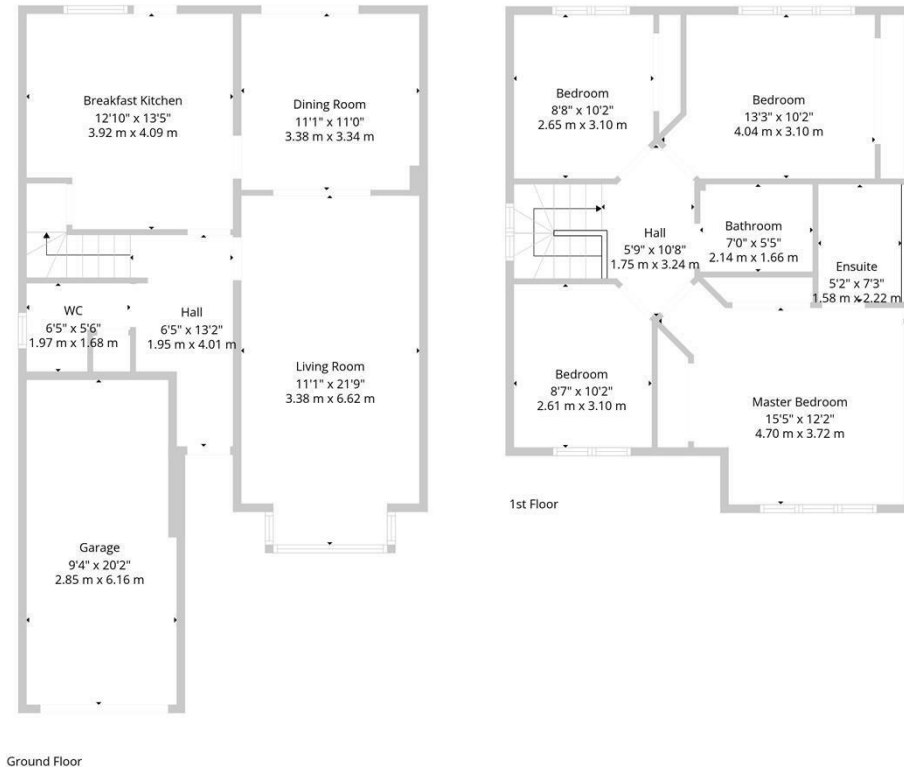 Breakfast Kitchen
12'10" x 13'5"
3.92 m x 4.09 m
Dining Room
11'1" x 11'0"
3.38 m x 3.34 m
WC
6'5" x 5'6"
1.97 m x 1.68 m
Hall
6'5" x 13'2"
1.95 m x 4.01 m
Living Room
11'1" x 21'9"
3.38 m x 6.62 m
Garage
9'4" x 20'2"
2.85 m x 6.16 m
Ground Floor
Bedroom
8'8" x 10'2"
2.65 m x 3.10 m
Bedroom
13'3" x 10'2"
4.04 m x 3.10 m
Hall
5'9" x 10'8"
1.75 m x 3.24 m
Bathroom
7'0" x 5'5"
2.14 m x 1.66 m
Ensuite
5'2" x 7'3"
1.58 m x 2.22 m
Bedroom
8'7" x 10'2"
2.61 m x 3.10 m
Master Bedroom
15'5" x 12'2"
4.70 m x 3.72 m
1st Floor